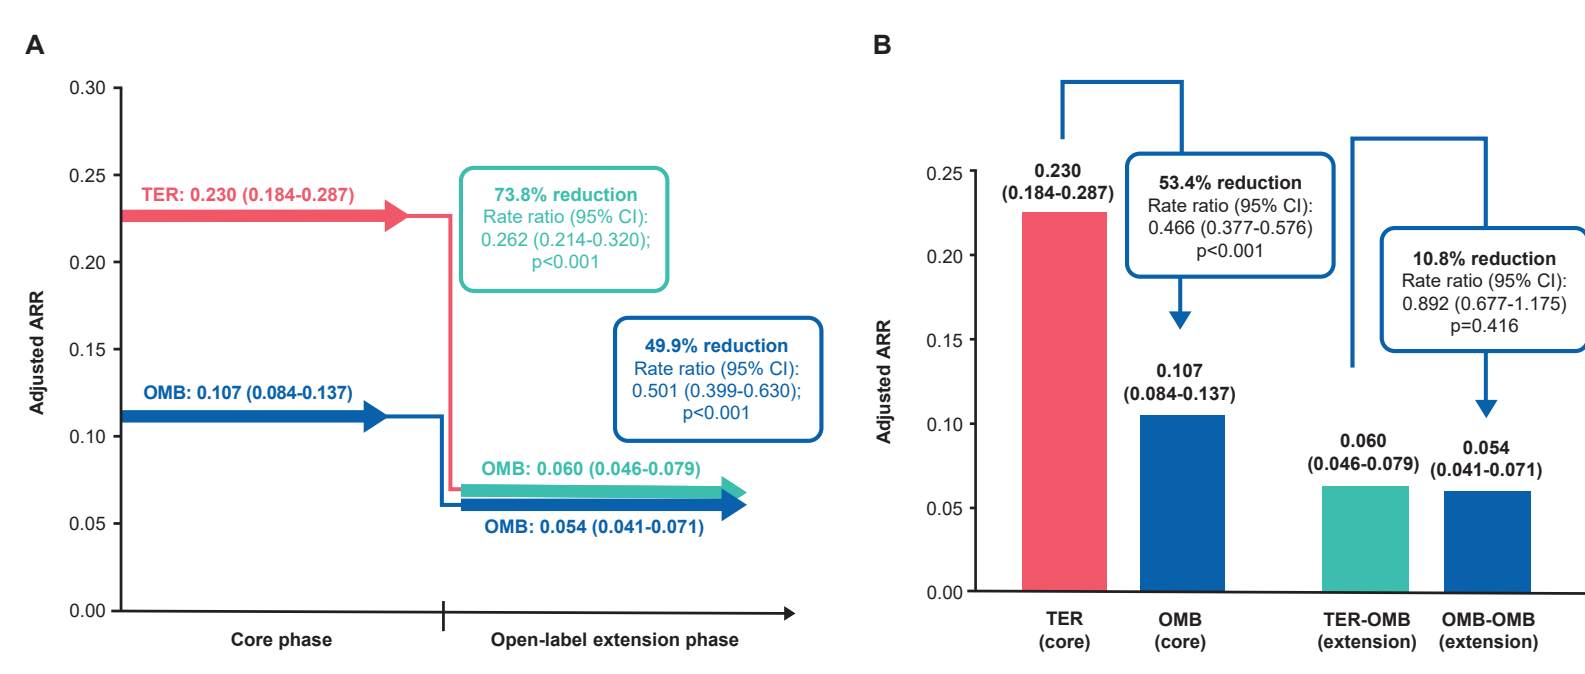 A
0.30
0.25
0.20
0.15
0.10
0.05
0.00
Adjusted ARR
TER: 0.230 (0.184-0.287)
73.8% reduction
Rate ratio (95% CI):
0.262 (0.214-0.320);
p<0.001
49.9% reduction
Rate ratio (95% CI):
0.501 (0.399-0.630);
p<0.001
OMB: 0.107 (0.084-0.137)
OMB: 0.060 (0.046-0.079)
OMB: 0.054 (0.041-0.071)
Core phase
Open-label extension phase
B
0.25
0.20
0.15
0.10
0.05
0.00
Adjusted ARR
0.230
(0.184-0.287)
53.4% reduction
Rate ratio (95% CI):
0.466 (0.377-0.576)
p<0.001
10.8% reduction
Rate ratio (95% CI):
0.892 (0.677-1.175)
p=0.416
0.107
(0.084-0.137)
0.060
(0.046-0.079)
0.054
(0.041-0.071)
TER
(core)
OMB
(core)
TER-OMB
(extension)
OMB-OMB
(extension)